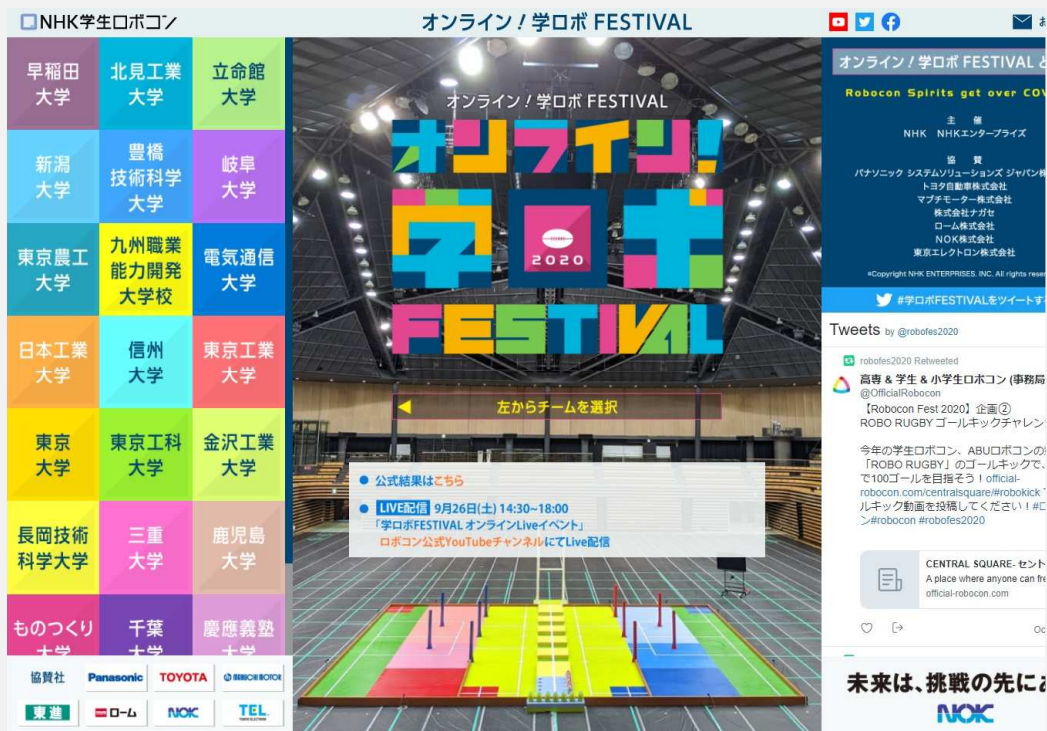 NHK学生ロボコン
オンライン！学ロボ FESTIVAL
早稲田
大学
北見工業
大学
立命館
大学
新潟
大学
豊橋
技術科学
大学
岐阜
大学
東京農工
大学
九州職業
能力開発
大学校
電気通信
大学
日本工業
大学
信州
大学
東京工業
大学
東京
大学
東京工科
大学
金沢工業
大学
長岡技術
科学大学
三重
大学
鹿児島
大学
ものつくり
大学
千葉
大学
慶應義塾
大学
協賛社
Panasonic
TOYOTA
MABUCHI MOTOR
東進
ローム
NOK
TEL
オンライン！学ロボ FESTIVAL
オンライン！
学ロボ
2020
FESTIVAL
左からチームを選択
公式結果はこちら
LIVE配信 9月26日(土) 14:30~18:00
「学ロボFESTIVAL オンラインLiveイベント」
ロボコン公式YouTubeチャンネルにてLive配信
オンライン！学ロボ FESTIVAL と
Robocon Spirits get over COV
主 催
NHK NHKエンタープライズ
協 賛
パナソニック システムソリューションズ ジャパン株
トヨタ自動車株式会社
マブチモーター株式会社
株式会社ナガセ
ローム株式会社
NOK株式会社
東京エレクトロン株式会社
©Copyright NHK ENTERPRISES. INC. All rights reser
#学ロボFESTIVALをツイートす
Tweets by @robofes2020
robofes2020 Retweeted
高専 & 学生 & 小学生ロボコン (事務局
@OfficialRobocon
【Robocon Fest 2020】企画②
ROBO RUGBY ゴールキックチャレン
今年の学生ロボコン、ABUロボコンの
「ROBO RUGBY」のゴールキックで、
で100ゴールを目指そう！official-
robocon.com/centralsquare/#robokick
ルキック動画を投稿してください！#ロ
ン#robocon #robofes2020
CENTRAL SQUARE- セント
A place where anyone can fre
official-robocon.com
Oc
未来は、挑戦の先にあ
NOK